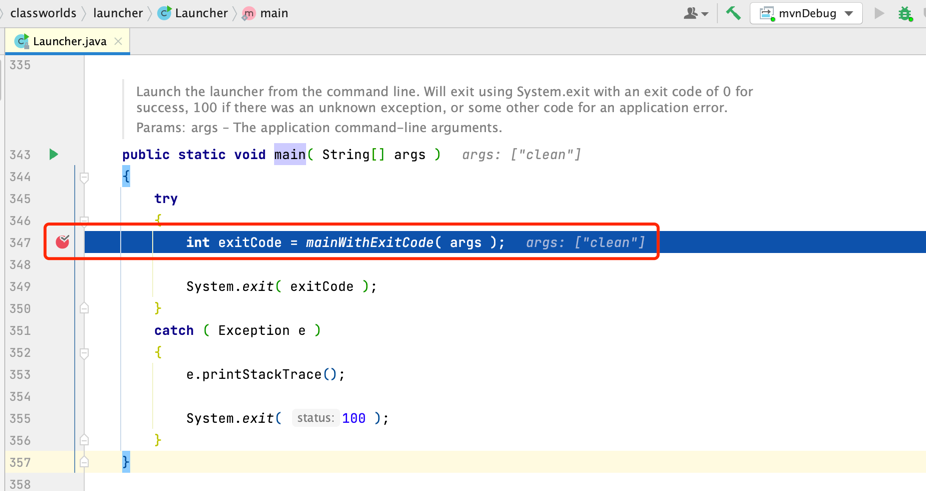 classworlds launcher Launcher main mvnDebug
Launcher.java
335
Launch the launcher from the command line. Will exit using System.exit with an exit code of 0 for
success, 100 if there was an unknown exception, or some other code for an application error.
Params: args – The application command-line arguments.
343 public static void main( String[] args ) args: ["clean"]
344 {
345 try
346 {
347 int exitCode = mainWithExitCode( args ); args: ["clean"]
348
349 System.exit( exitCode );
350 }
351 catch ( Exception e )
352 {
353 e.printStackTrace();
354
355 System.exit( status: 100 );
356 }
357 }
358